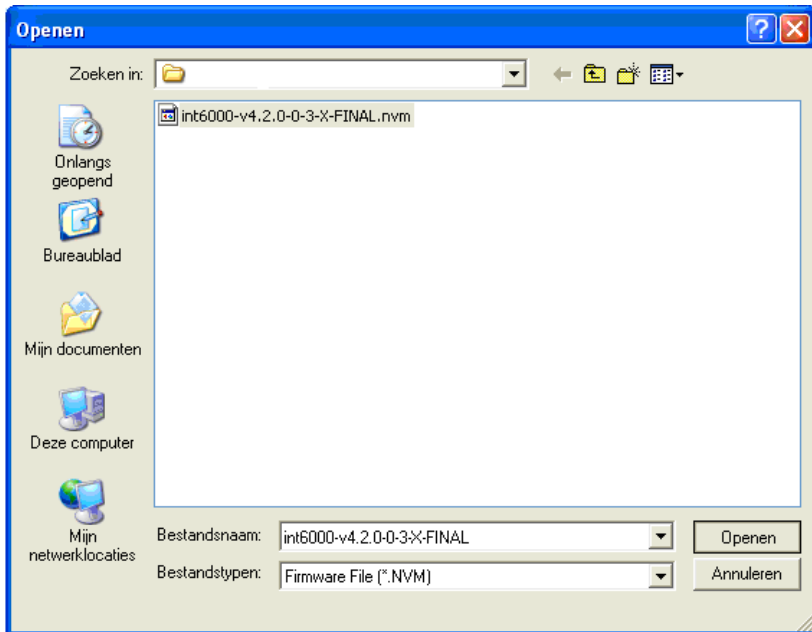 Openen
Zoeken in:
int6000-v4.2.0-0-3-X-FINAL.nvm
Onlangs
geopend
Bureaublad
Mijn documenten
Deze computer
Mijn
netwerklocaties
Bestandsnaam:
int6000-v4.2.0-0-3-X-FINAL
Openen
Bestandstypen:
Firmware File (*.NVM)
Annuleren